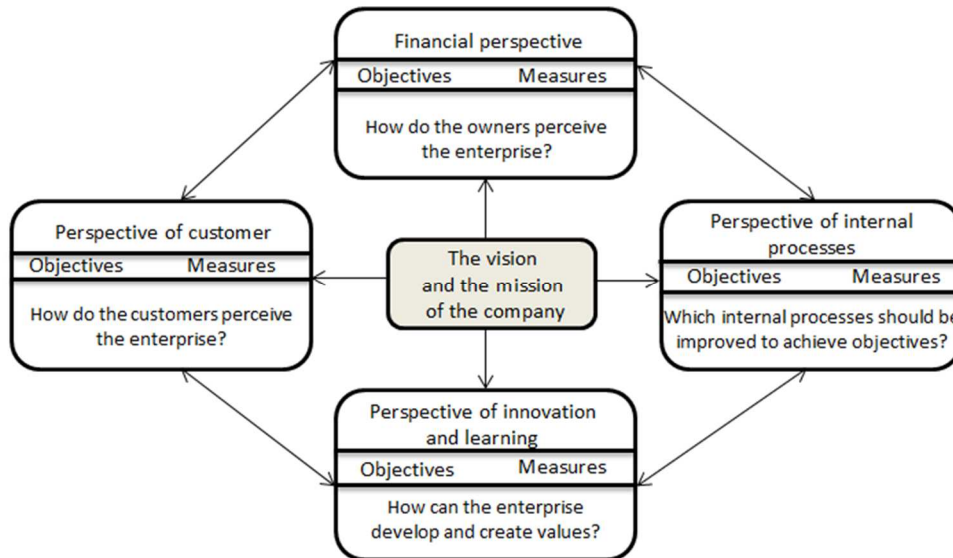 Financial perspective
Objectives Measures
How do the owners perceive
the enterprise?
Perspective of customer
Objectives Measures
How do the customers perceive
the enterprise?
The vision
and the mission
of the company
Perspective of internal
processes
Objectives Measures
Which internal processes should be
improved to achieve objectives?
Perspective of innovation
and learning
Objectives Measures
How can the enterprise
develop and create values?